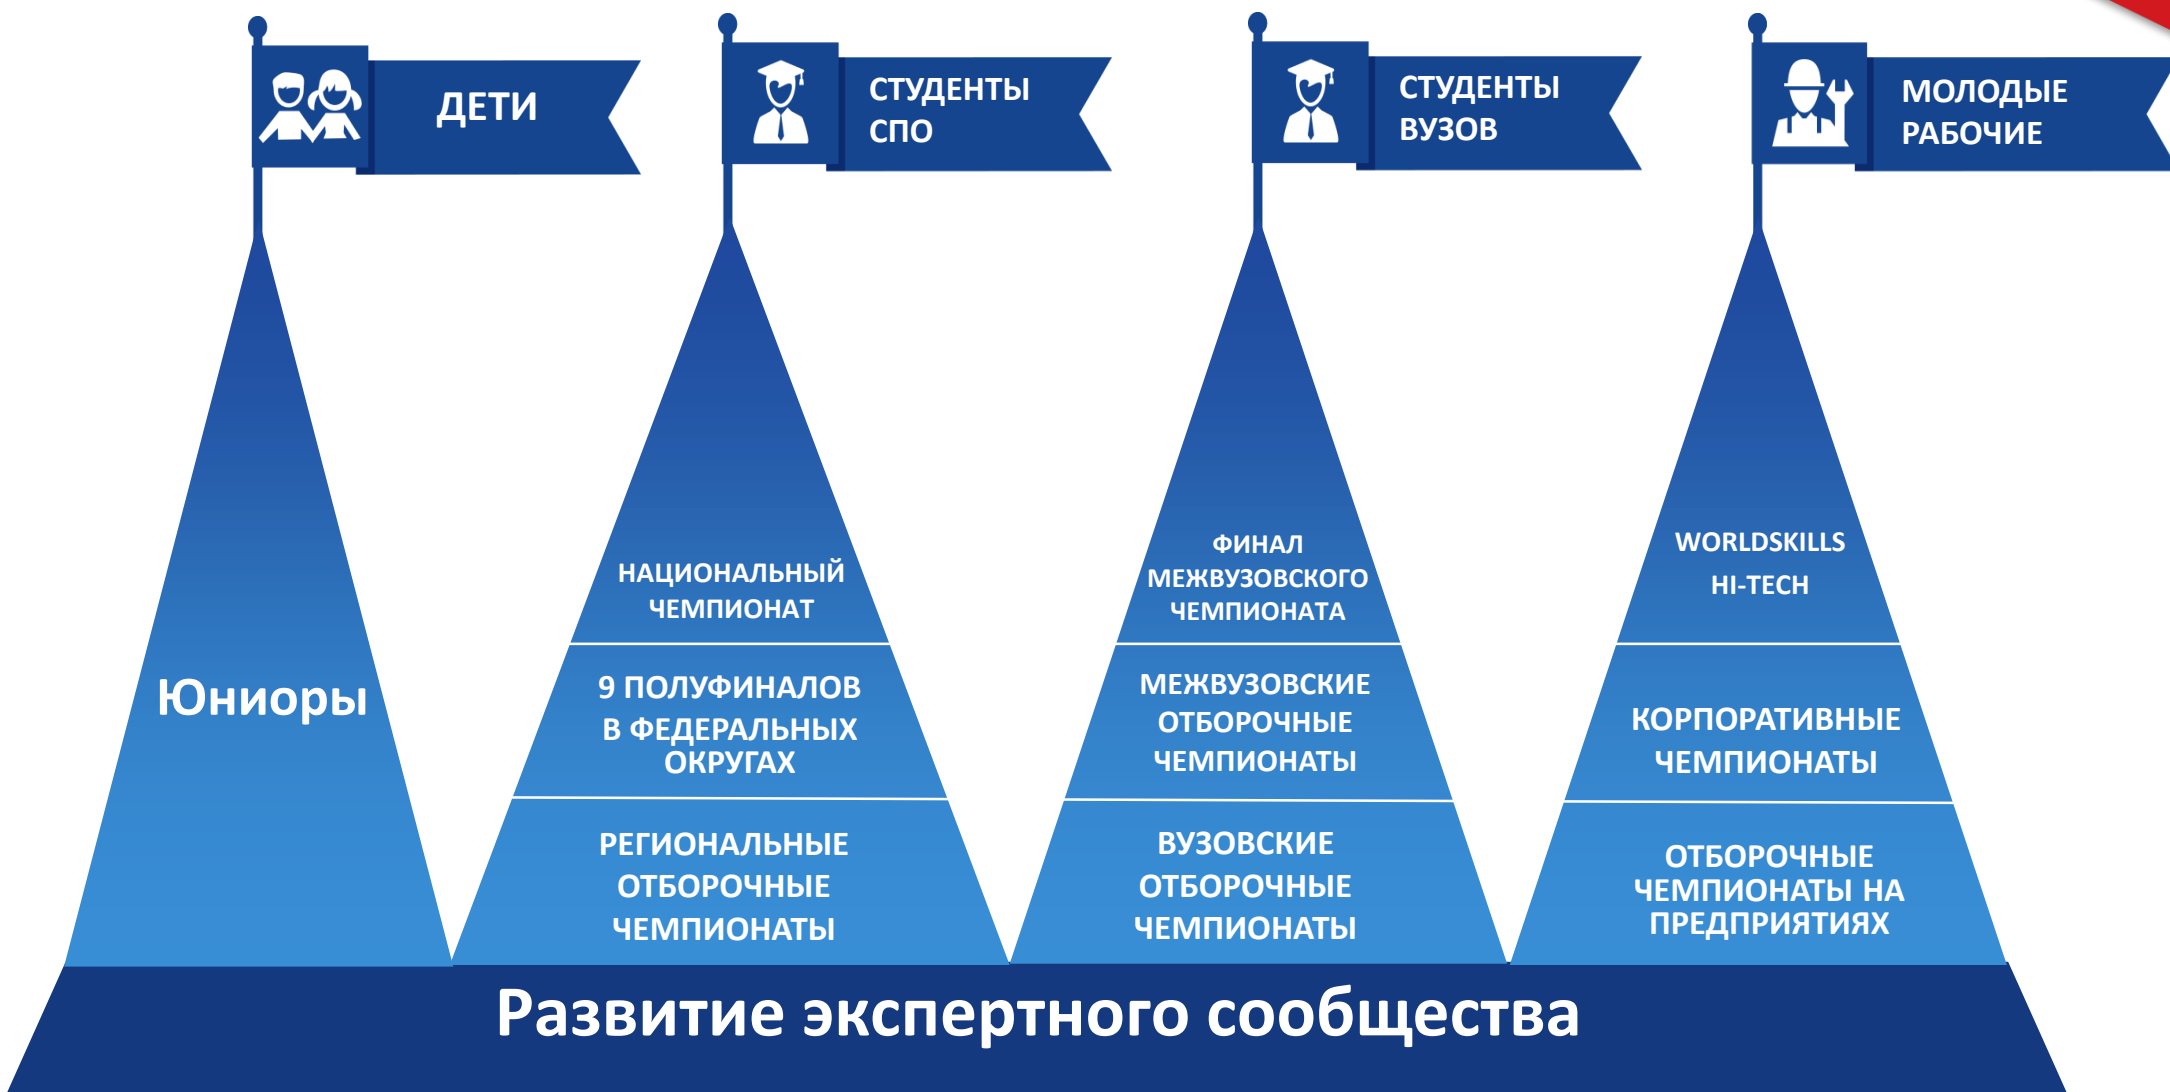 ДЕТИ
СТУДЕНТЫ
СПО
СТУДЕНТЫ
ВУЗОВ
МОЛОДЫЕ
РАБОЧИЕ
Юниоры
НАЦИОНАЛЬНЫЙ
ЧЕМПИОНАТ
9 ПОЛУФИНАЛОВ
В ФЕДЕРАЛЬНЫХ
ОКРУГАХ
РЕГИОНАЛЬНЫЕ
ОТБОРОЧНЫЕ
ЧЕМПИОНАТЫ
ФИНАЛ
МЕЖВУЗОВСКОГО
ЧЕМПИОНАТА
МЕЖВУЗОВСКИЕ
ОТБОРОЧНЫЕ
ЧЕМПИОНАТЫ
ВУЗОВСКИЕ
ОТБОРОЧНЫЕ
ЧЕМПИОНАТЫ
WORLDSKILLS
HI-TECH
КОРПОРАТИВНЫЕ
ЧЕМПИОНАТЫ
ОТБОРОЧНЫЕ
ЧЕМПИОНАТЫ НА
ПРЕДПРИЯТИЯХ
Развитие экспертного сообщества